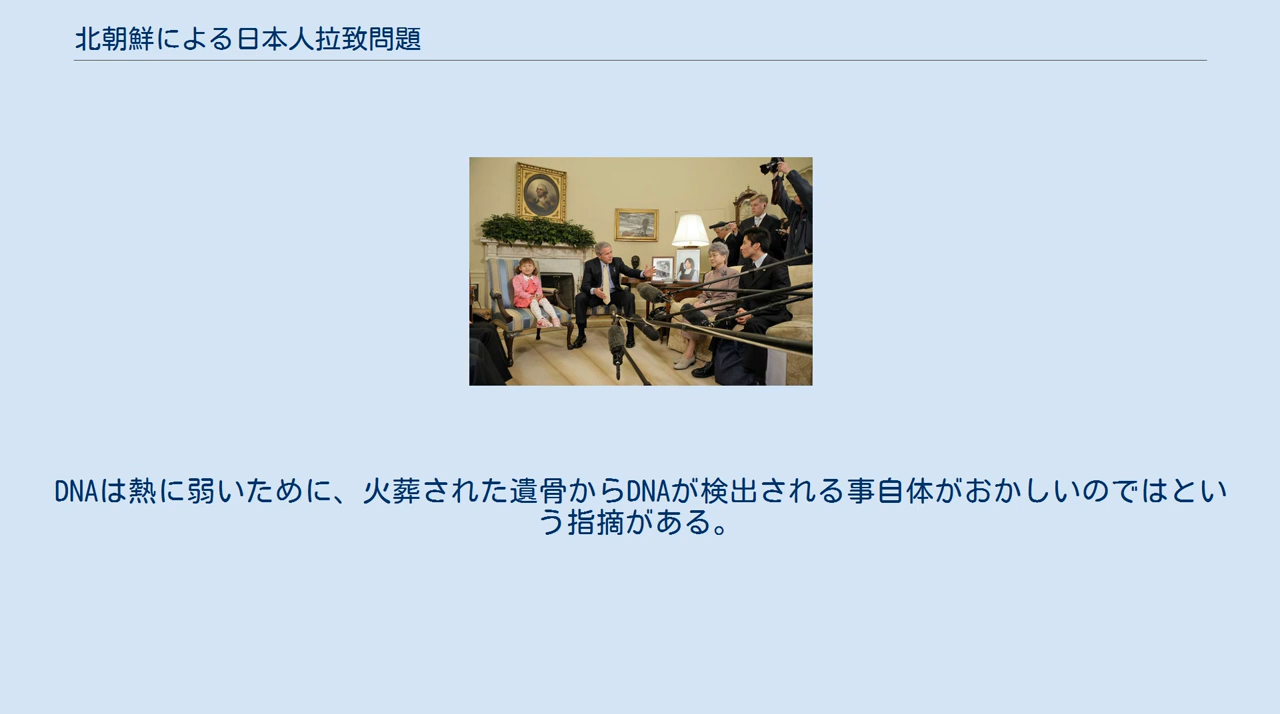 北朝鮮による日本人拉致問題
DNAは熱に弱いために、火葬された遺骨からDNAが検出される事自体がおかしいのではとい
う指摘がある。